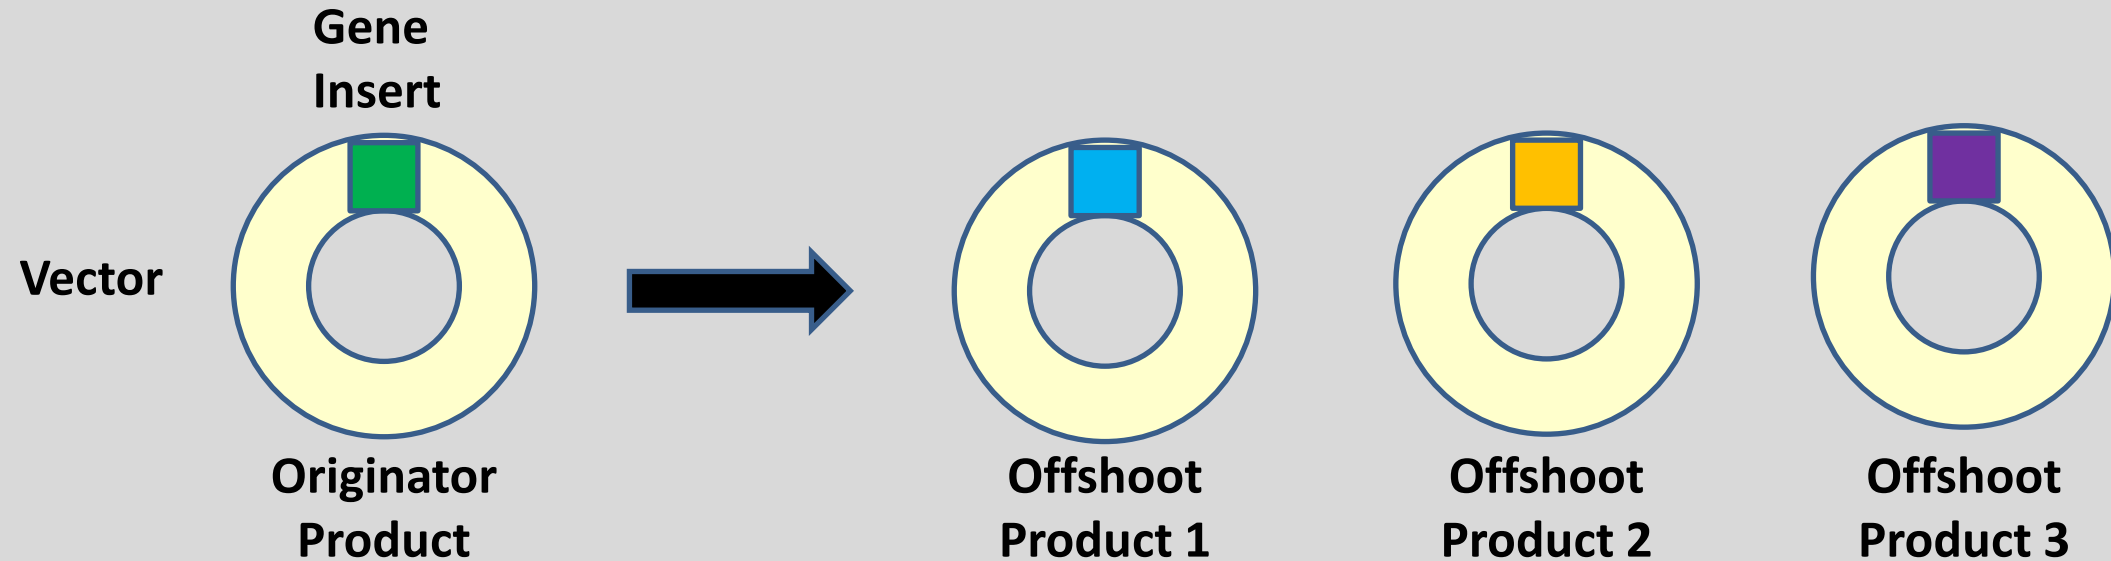 Gene
Insert
Vector
Originator
Product
Offshoot
Product 1
Offshoot
Product 2
Offshoot
Product 3